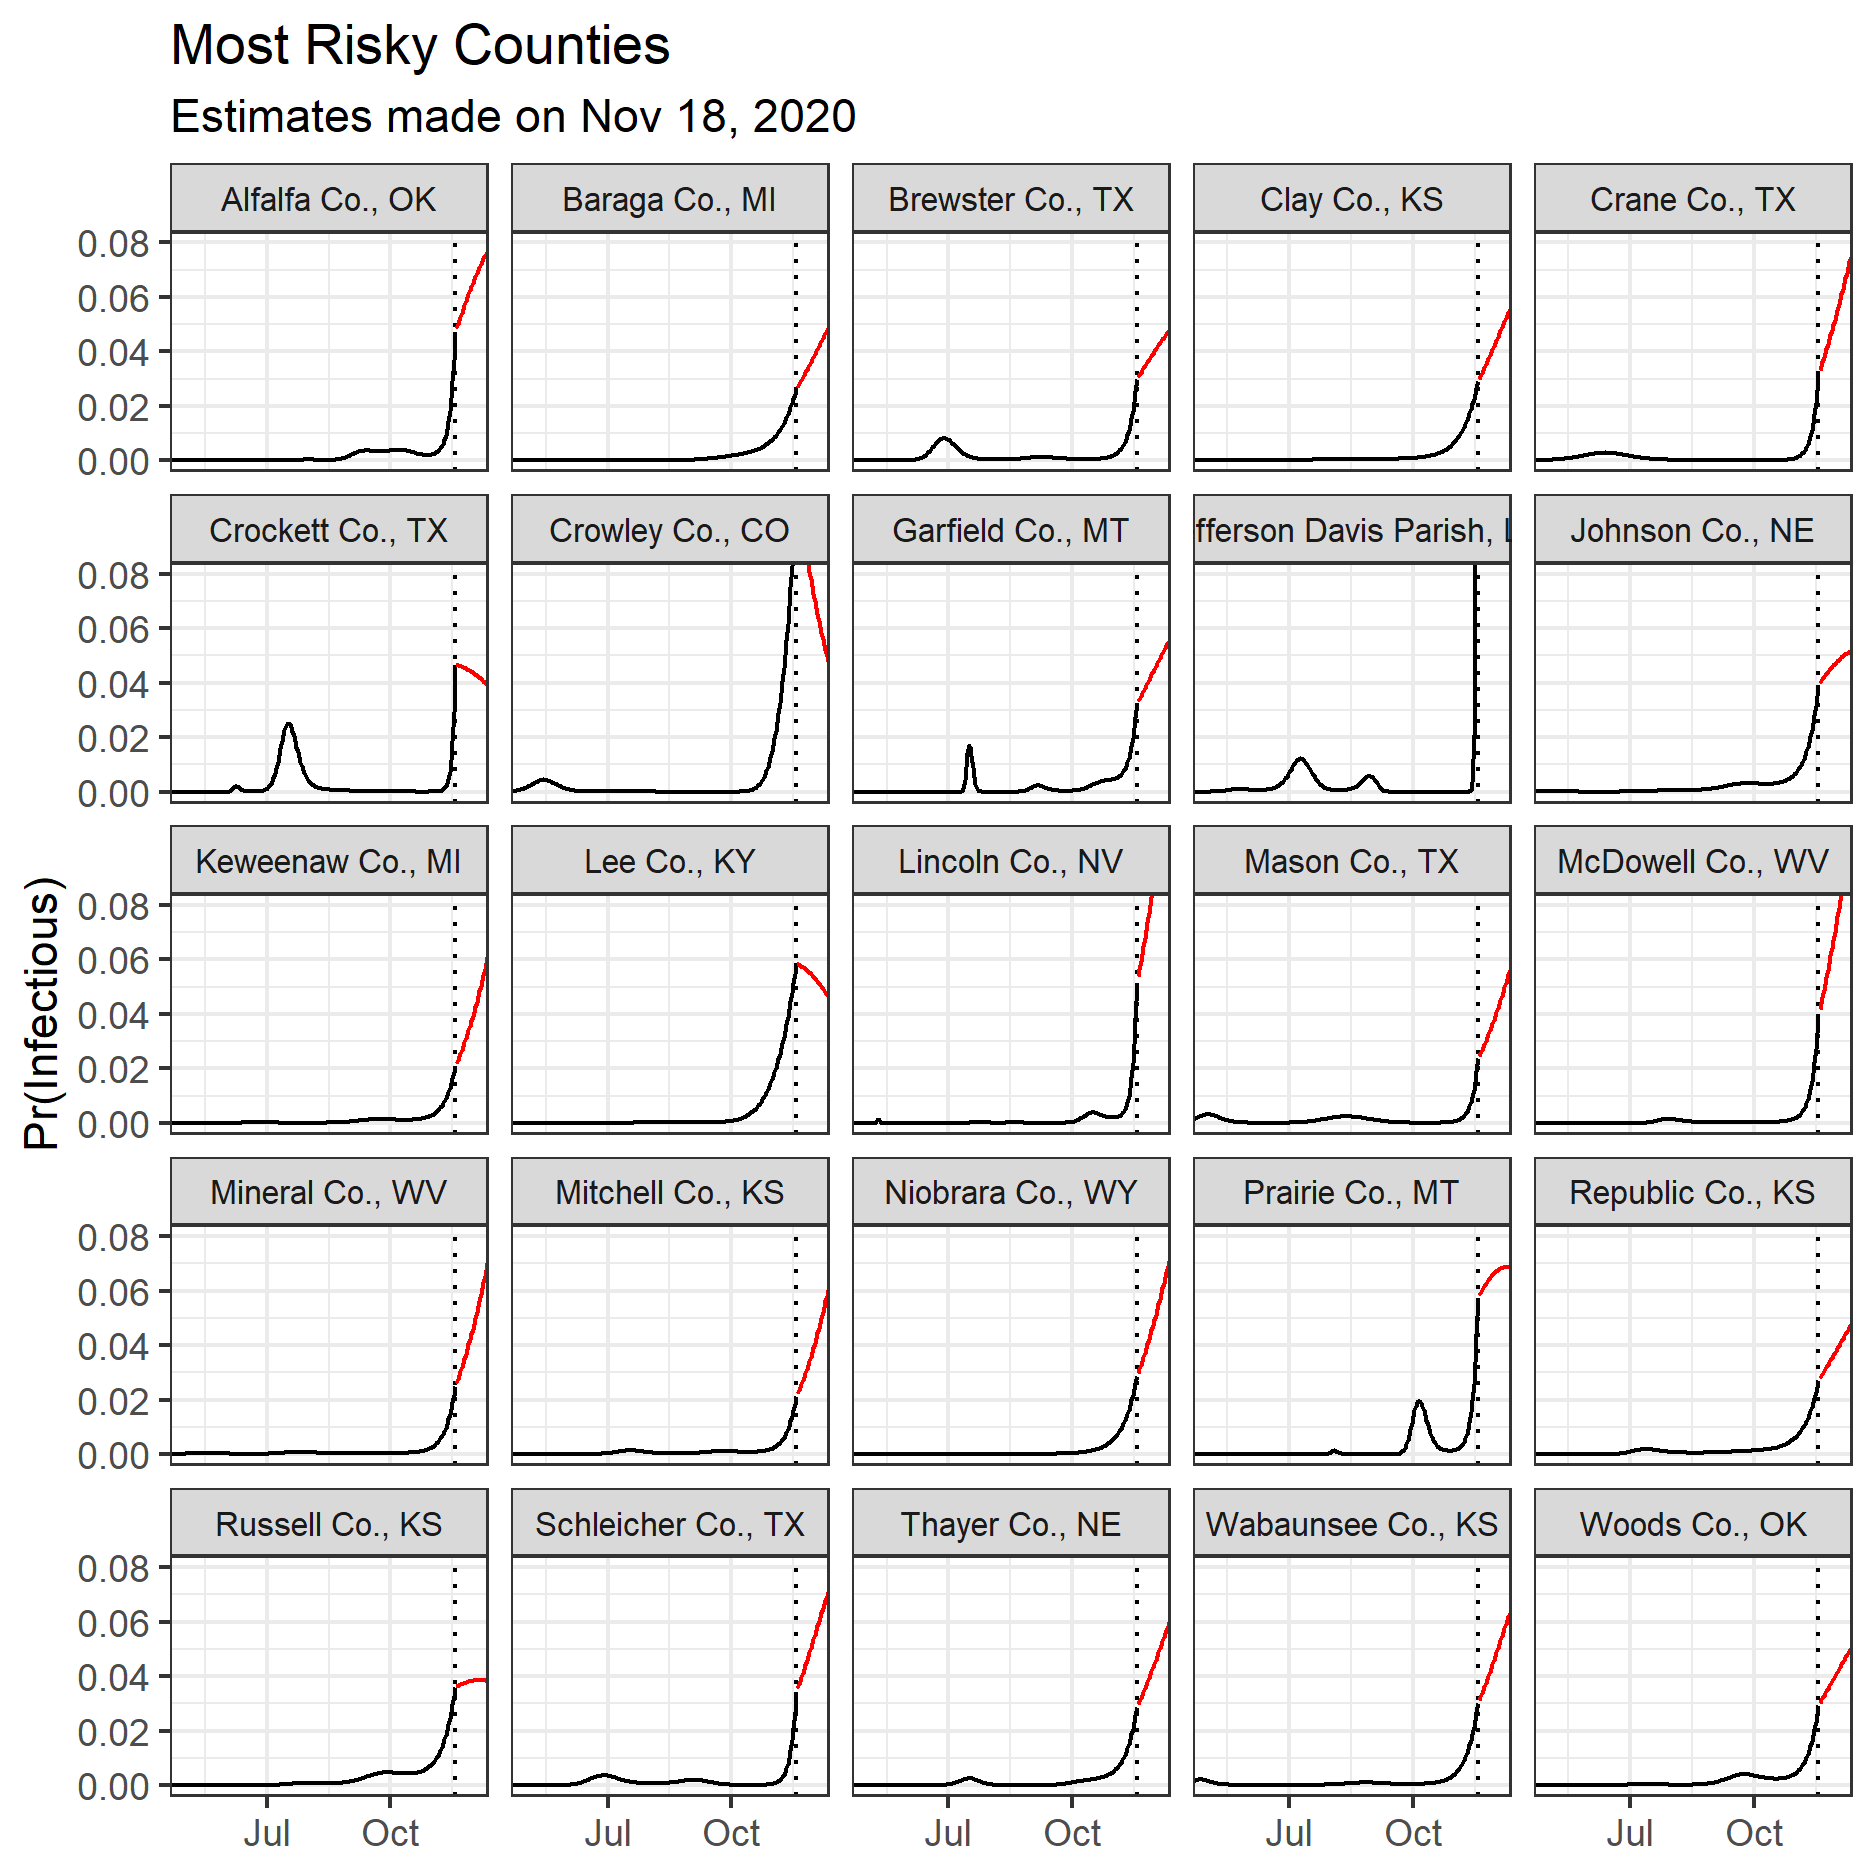 Most Risky Counties
Estimates made on Nov 18, 2020
Alfalfa Co., OK Baraga Co., MI Brewster Co., TX Clay Co., KS Crane Co., TX
0.08
0.06
0.04
0.02
0.00
Crockett Co., TX Crowley Co., CO Garfield Co., MT fferson Davis Parish, L Johnson Co., NE
0.08
0.06
0.04
0.02
0.00
Keweenaw Co., MI Lee Co., KY Lincoln Co., NV Mason Co., TX McDowell Co., WV
0.08
0.06
0.04
0.02
0.00
Pr(Infectious)
Mineral Co., WV Mitchell Co., KS Niobrara Co., WY Prairie Co., MT Republic Co., KS
0.08
0.06
0.04
0.02
0.00
Russell Co., KS Schleicher Co., TX Thayer Co., NE Wabaunsee Co., KS Woods Co., OK
0.08
0.06
0.04
0.02
0.00
Jul Oct Jul Oct Jul Oct Jul Oct Jul Oct